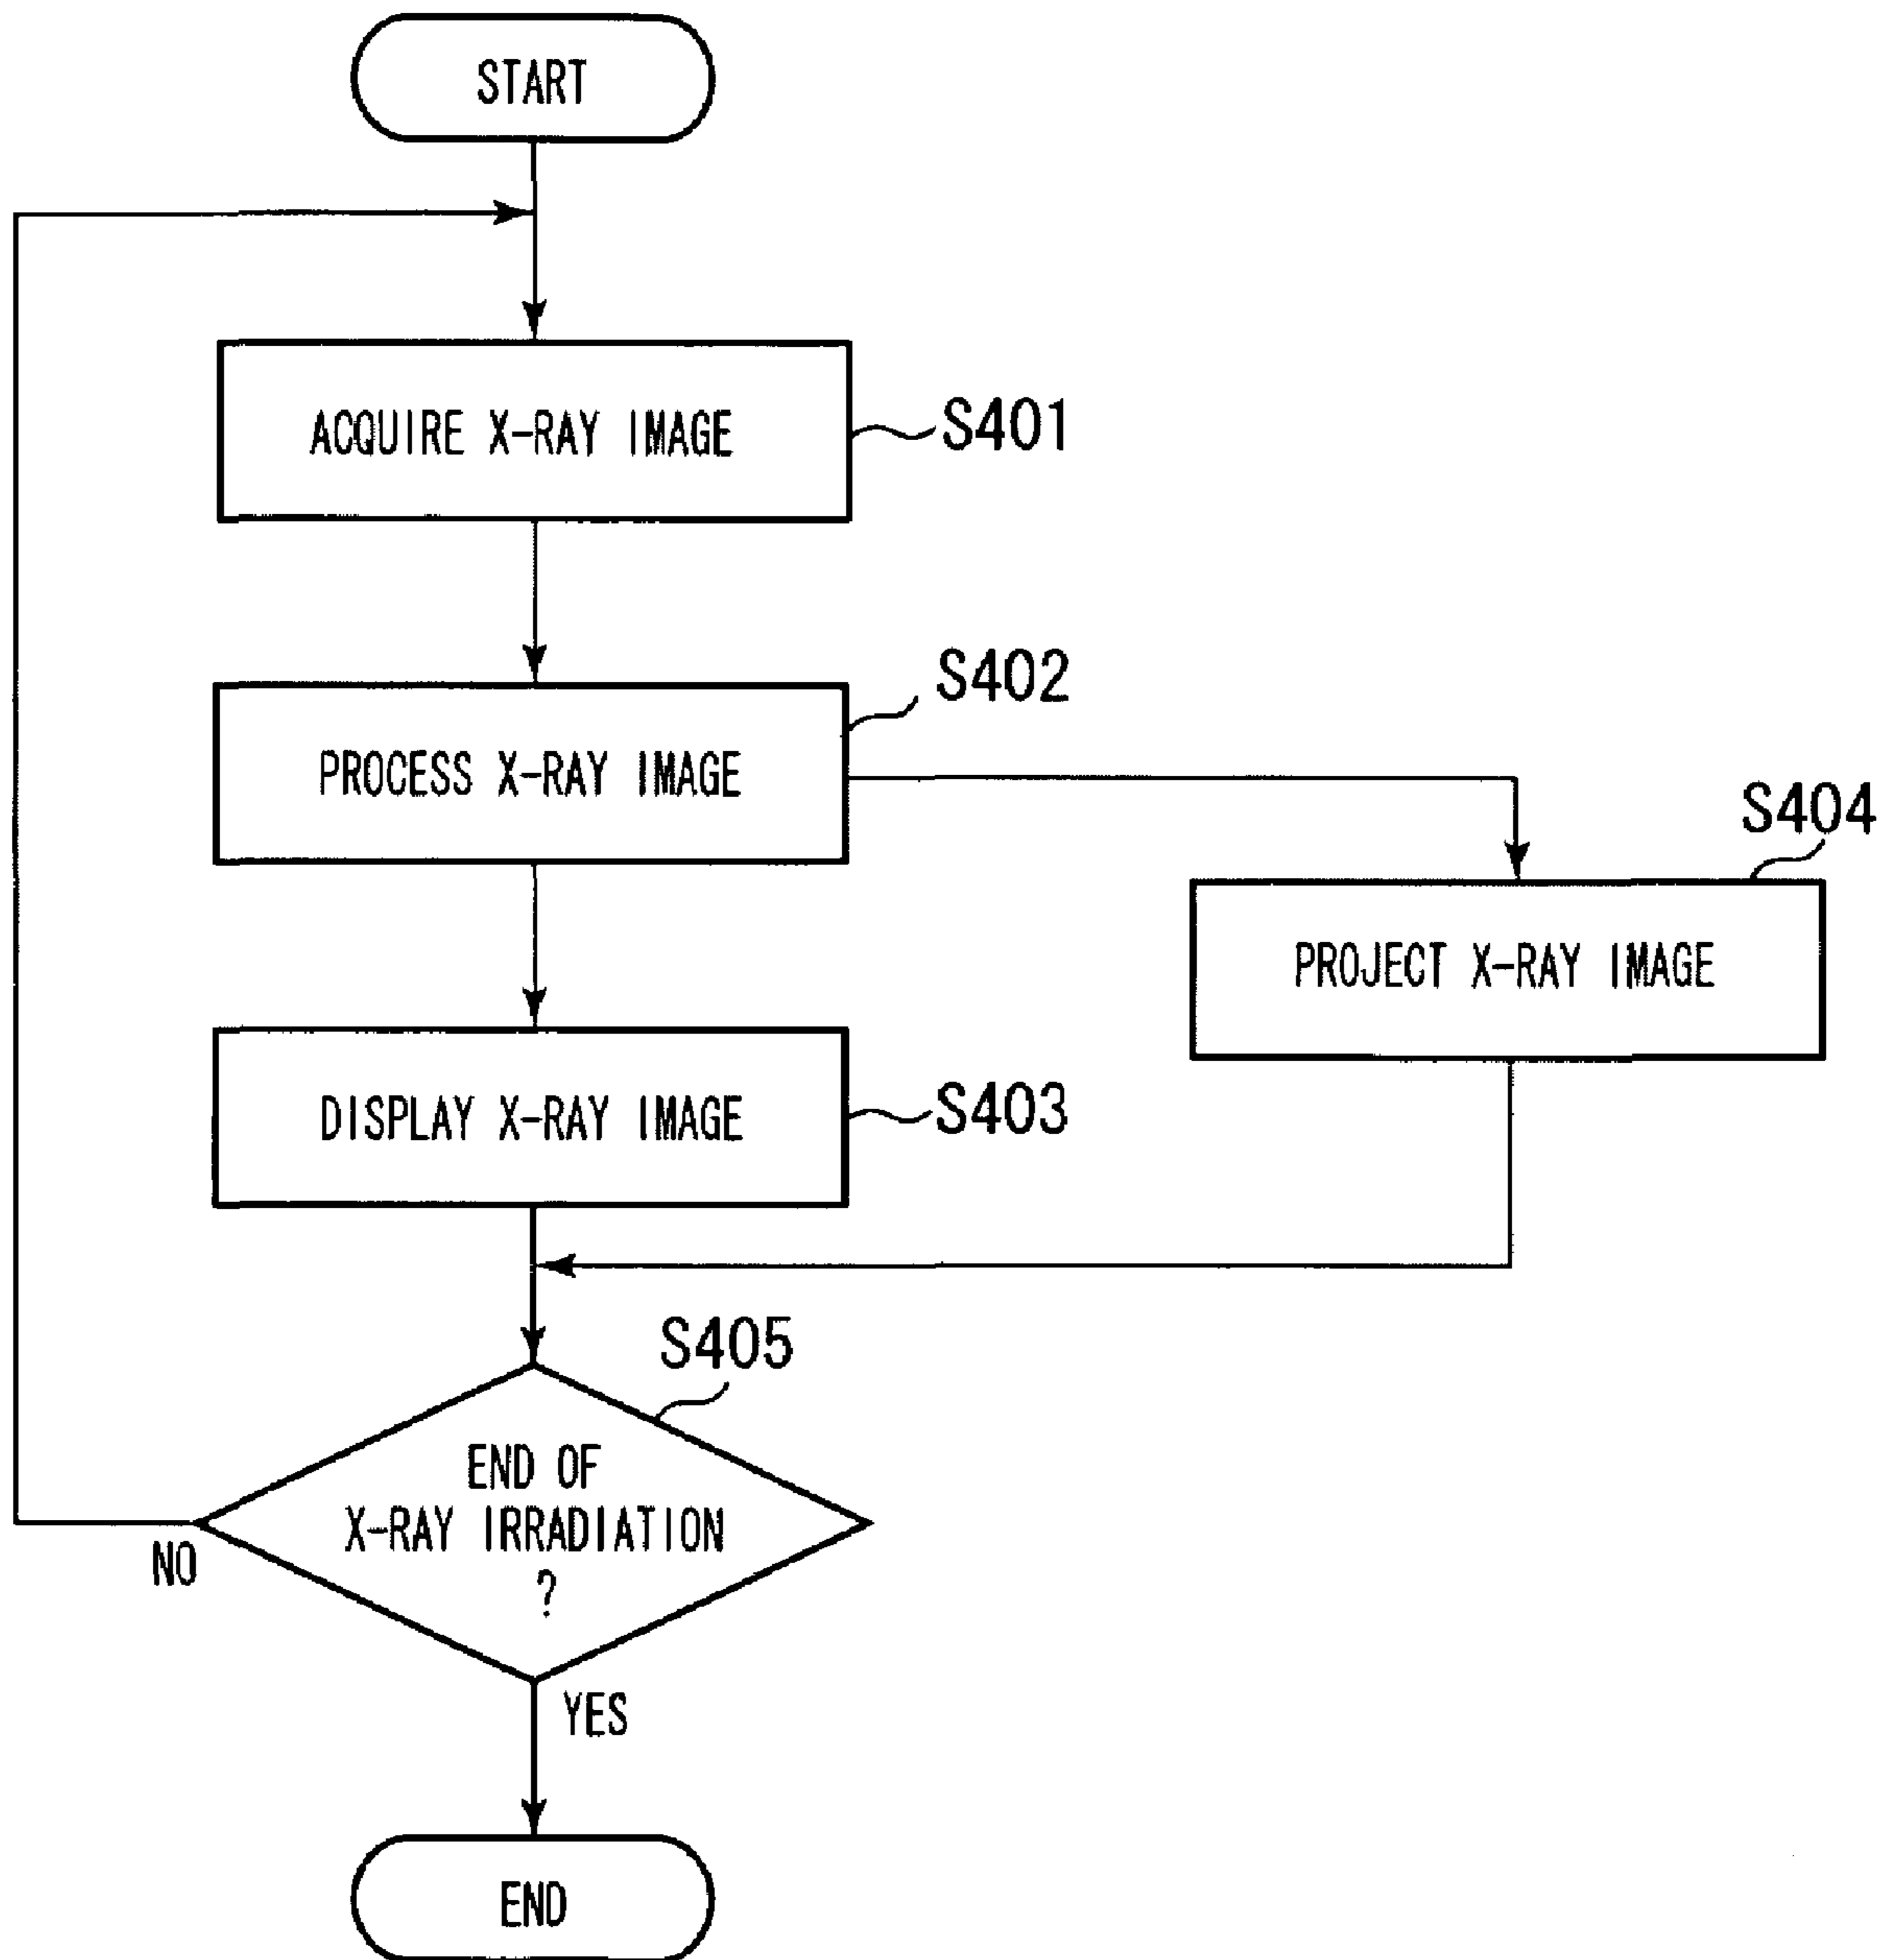 START
ACQUIRE X-RAY IMAGE
S401
S402
PROCESS X-RAY IMAGE
S404
PROJECT X-RAY IMAGE
DISPLAY X-RAY IMAGE
S403
S405
END OF
X-RAY IRRADIATION
?
NO
YES
END